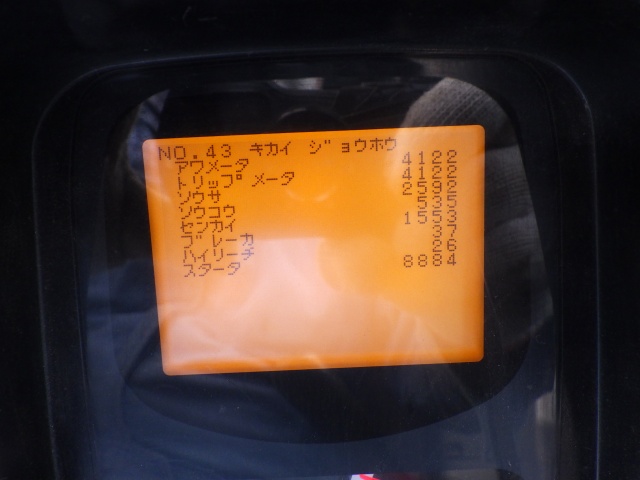 NO.43 キカイ ジョウホウ
アワメータ 4122
トリップメータ 4122
ソウサ 2592
ソウコウ 535
センカイ 1553
ブレーカ 37
ハイリーチ 26
スタータ 8884